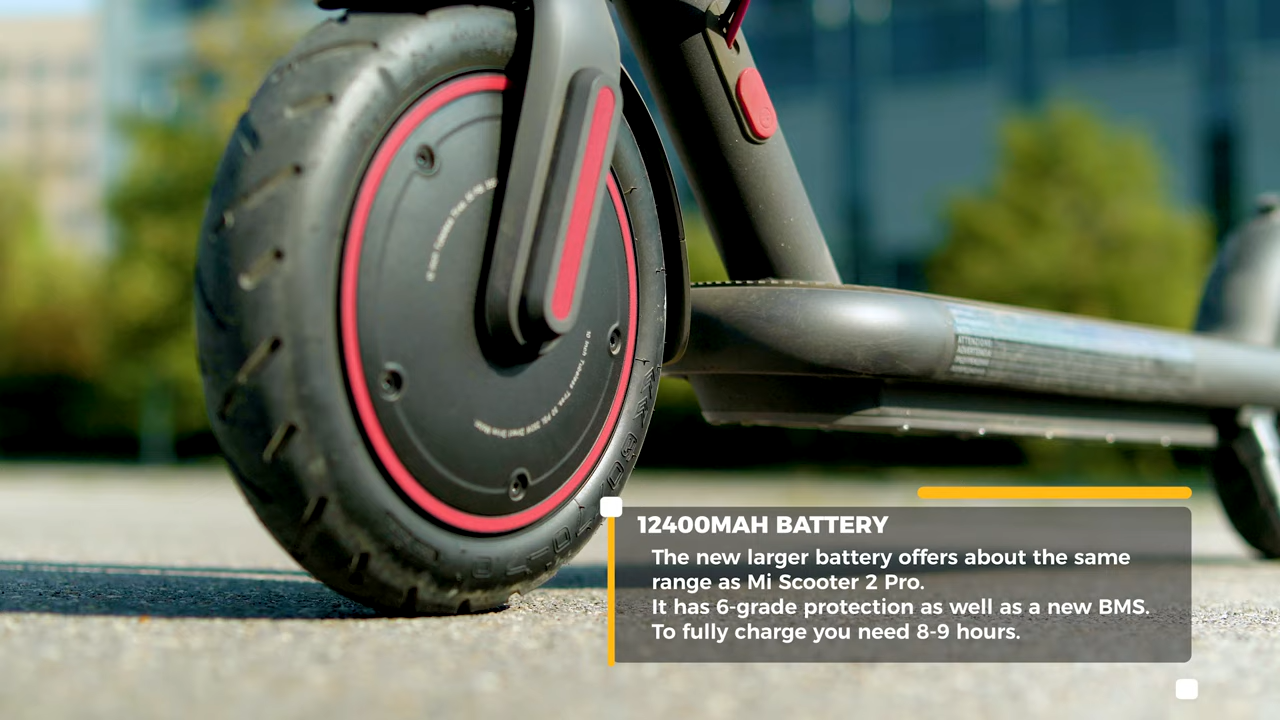 12400MAH BATTERY
The new larger battery offers about the same
range as Mi Scooter 2 Pro.
It has 6-grade protection as well as a new BMS.
To fully charge you need 8-9 hours.
ATTENZIONE